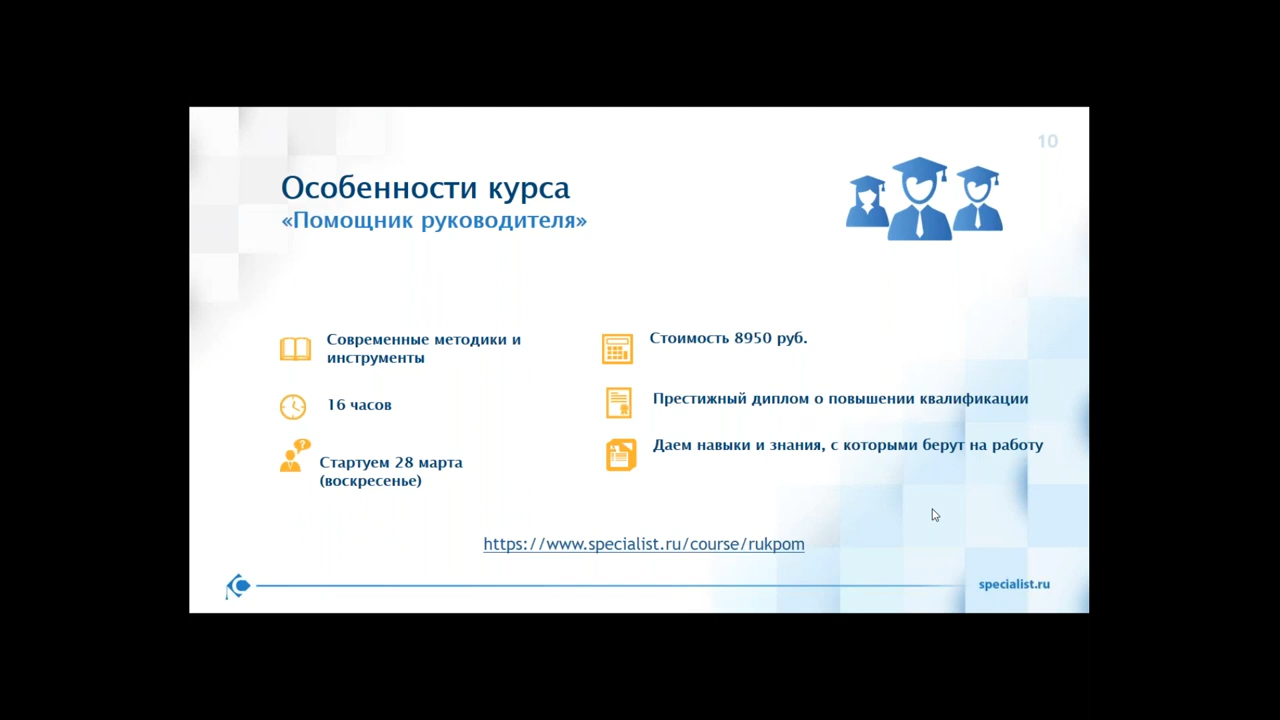 10
Особенности курса
«Помощник руководителя»
Современные методики и
инструменты
16 часов
Стартуем 28 марта
(воскресенье)
Стоимость 8950 руб.
Престижный диплом о повышении квалификации
Даем навыки и знания, с которыми берут на работу
https://www.specialist.ru/course/rukpom
specialist.ru